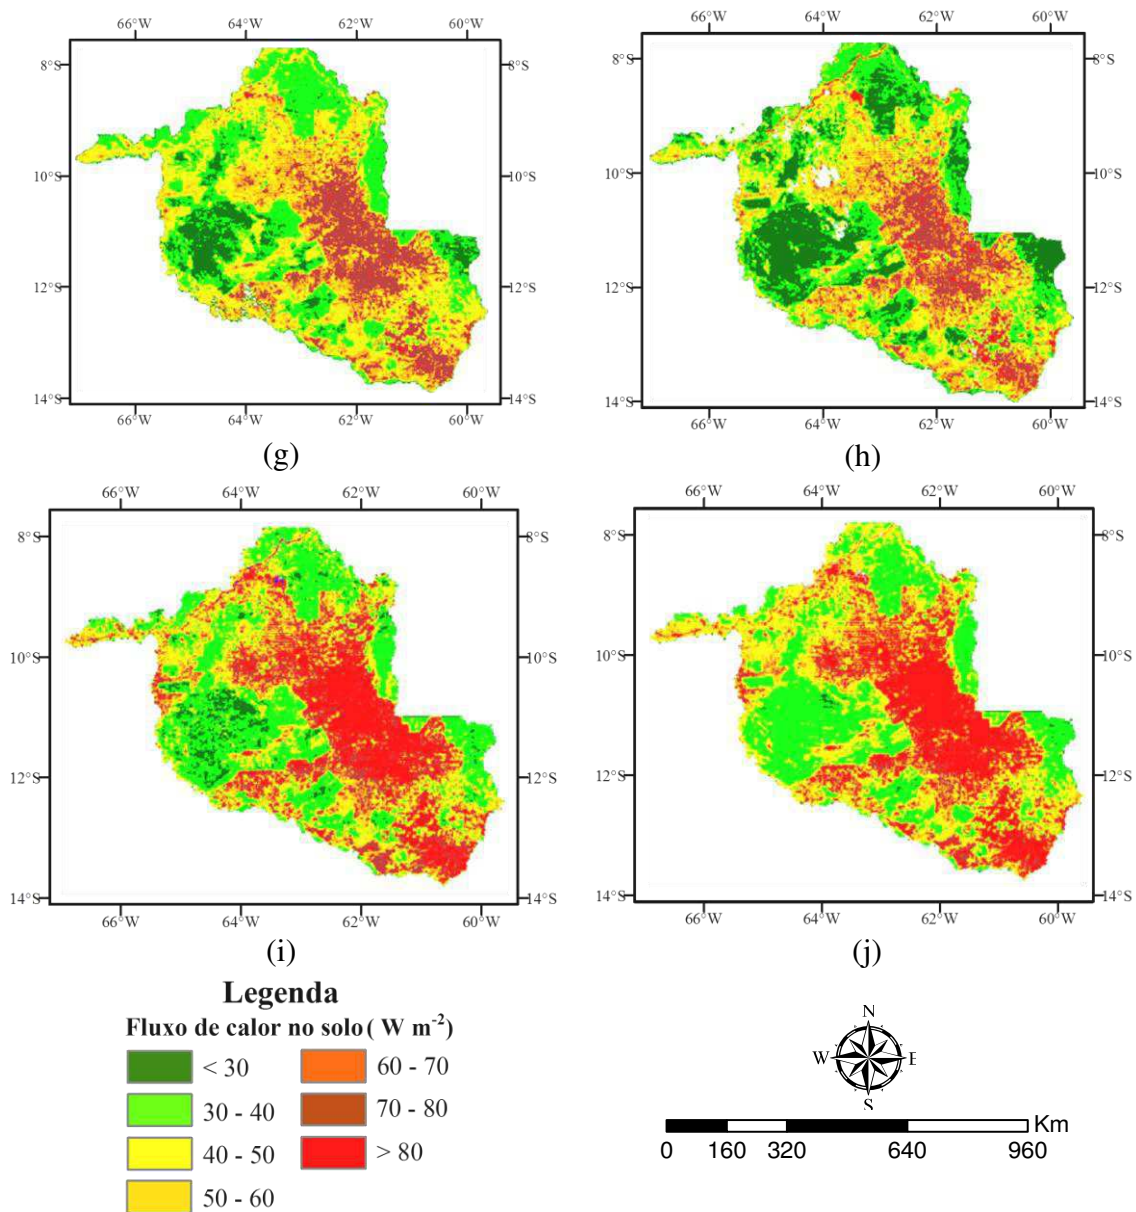 66°W 64°W 62°W 60°W
8°S 8°S
10°S 10°S
12°S 12°S
14°S 14°S
66°W 64°W 62°W 60°W
(g)
66°W 64°W 62°W 60°W
8°S 8°S
10°S 10°S
12°S 12°S
14°S 14°S
66°W 64°W 62°W 60°W
(h)
66°W 64°W 62°W 60°W
8°S 8°S
10°S 10°S
12°S 12°S
14°S 14°S
66°W 64°W 62°W 60°W
(i)
66°W 64°W 62°W 60°W
8°S 8°S
10°S 10°S
12°S 12°S
14°S 14°S
66°W 64°W 62°W 60°W
(j)
Legenda
Fluxo de calor no solo ( W m⁻²)
< 30
30 - 40
40 - 50
50 - 60
60 - 70
70 - 80
> 80
N
W E
S
Km
0 160 320 640 960